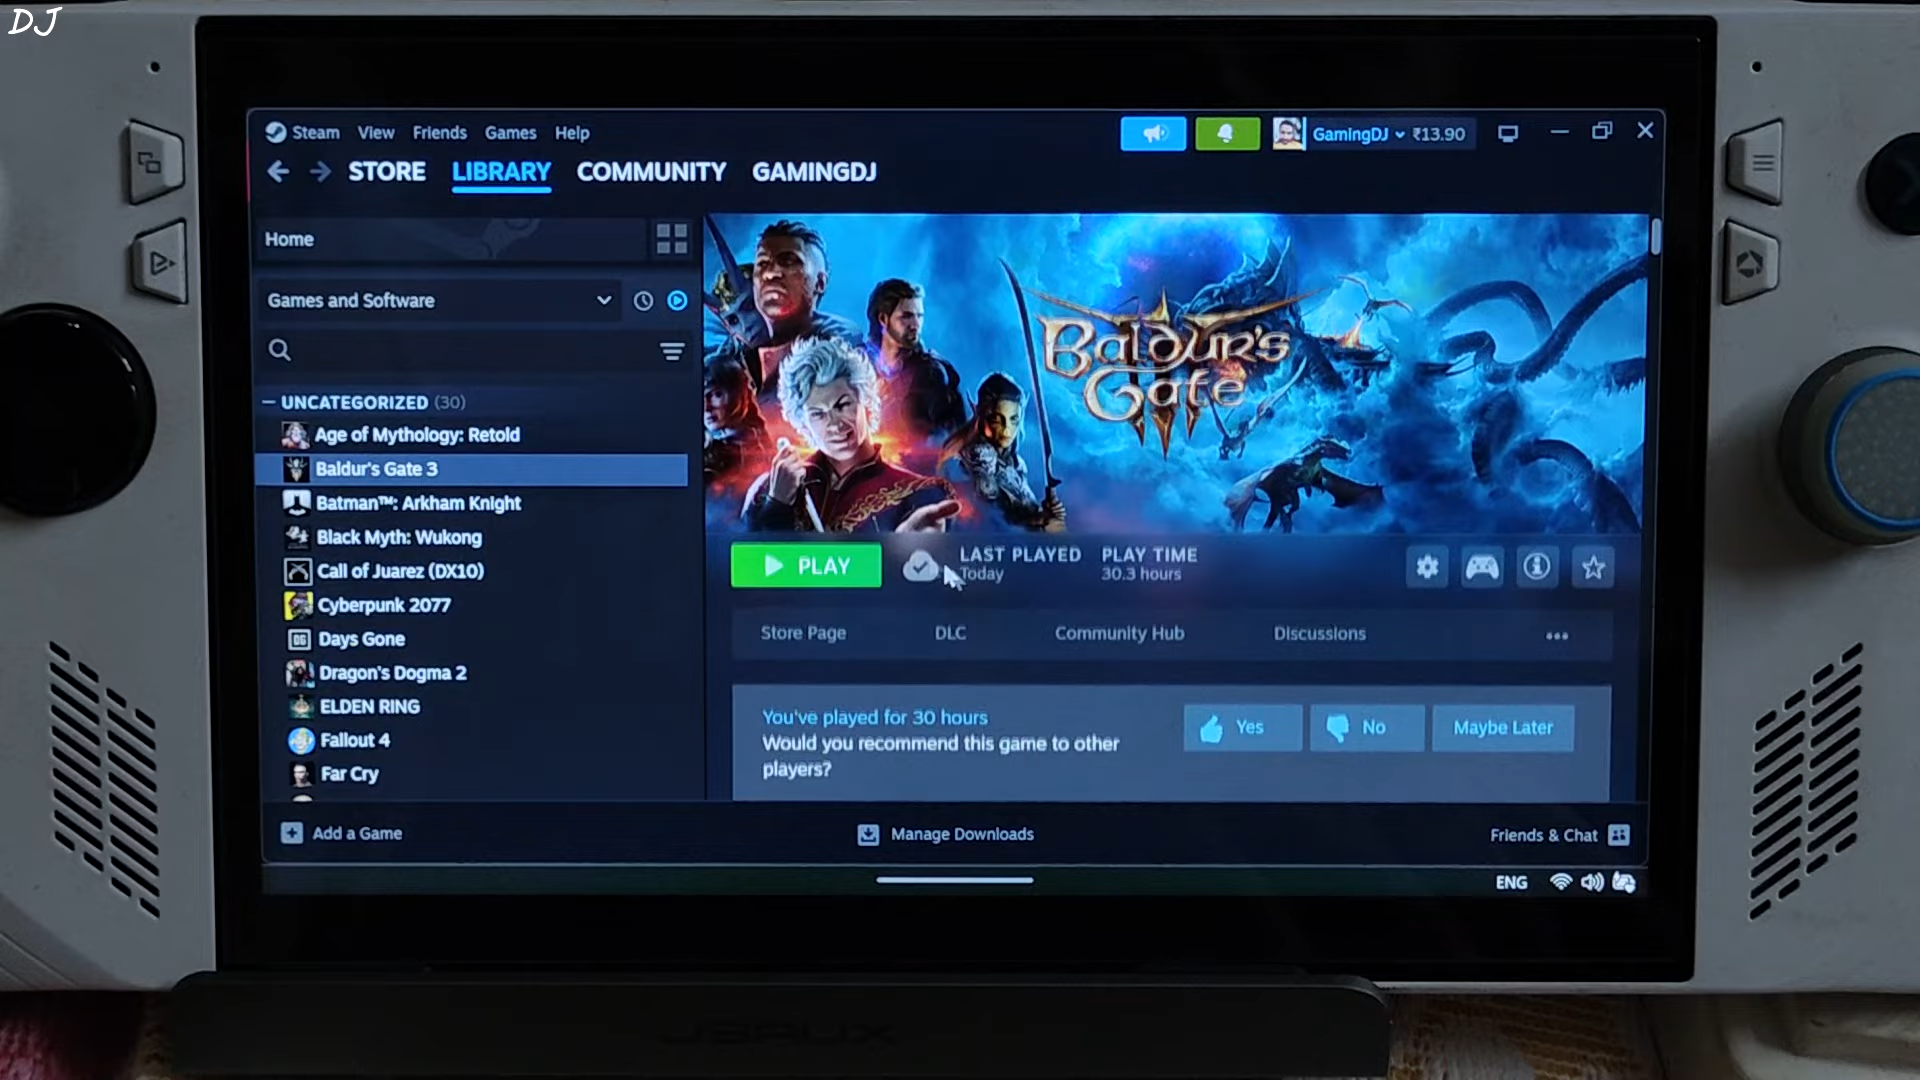 DJ
Steam View Friends Games Help
GamingDJ ₹13.90
STORE LIBRARY COMMUNITY GAMINGDJ
Home
Games and Software
UNCATEGORIZED (30)
Age of Mythology: Retold
Baldur's Gate 3
Batman™: Arkham Knight
Black Myth: Wukong
Call of Juarez (DX10)
Cyberpunk 2077
Days Gone
Dragon's Dogma 2
ELDEN RING
Fallout 4
Far Cry
Baldur's
Gate
III
PLAY
LAST PLAYED
Today
PLAY TIME
30.3 hours
Store Page DLC Community Hub Discussions
You've played for 30 hours
Would you recommend this game to other
players?
Yes No Maybe Later
Add a Game
Manage Downloads
Friends & Chat
ENG
JSAUX